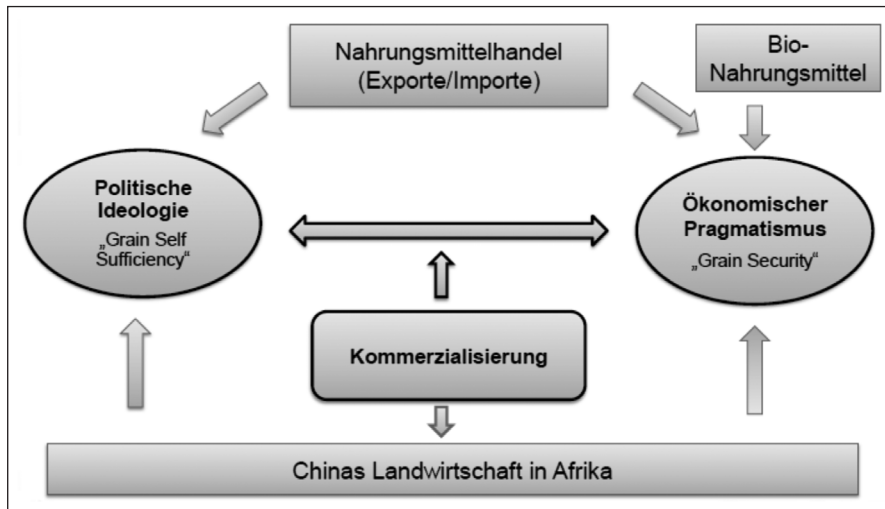 Nahrungsmittelhandel
(Exporte/Importe)
Bio-
Nahrungsmittel
Politische
Ideologie
„Grain Self
Sufficiency“
Ökonomischer
Pragmatismus
„Grain Security“
Kommerzialisierung
Chinas Landwirtschaft in Afrika